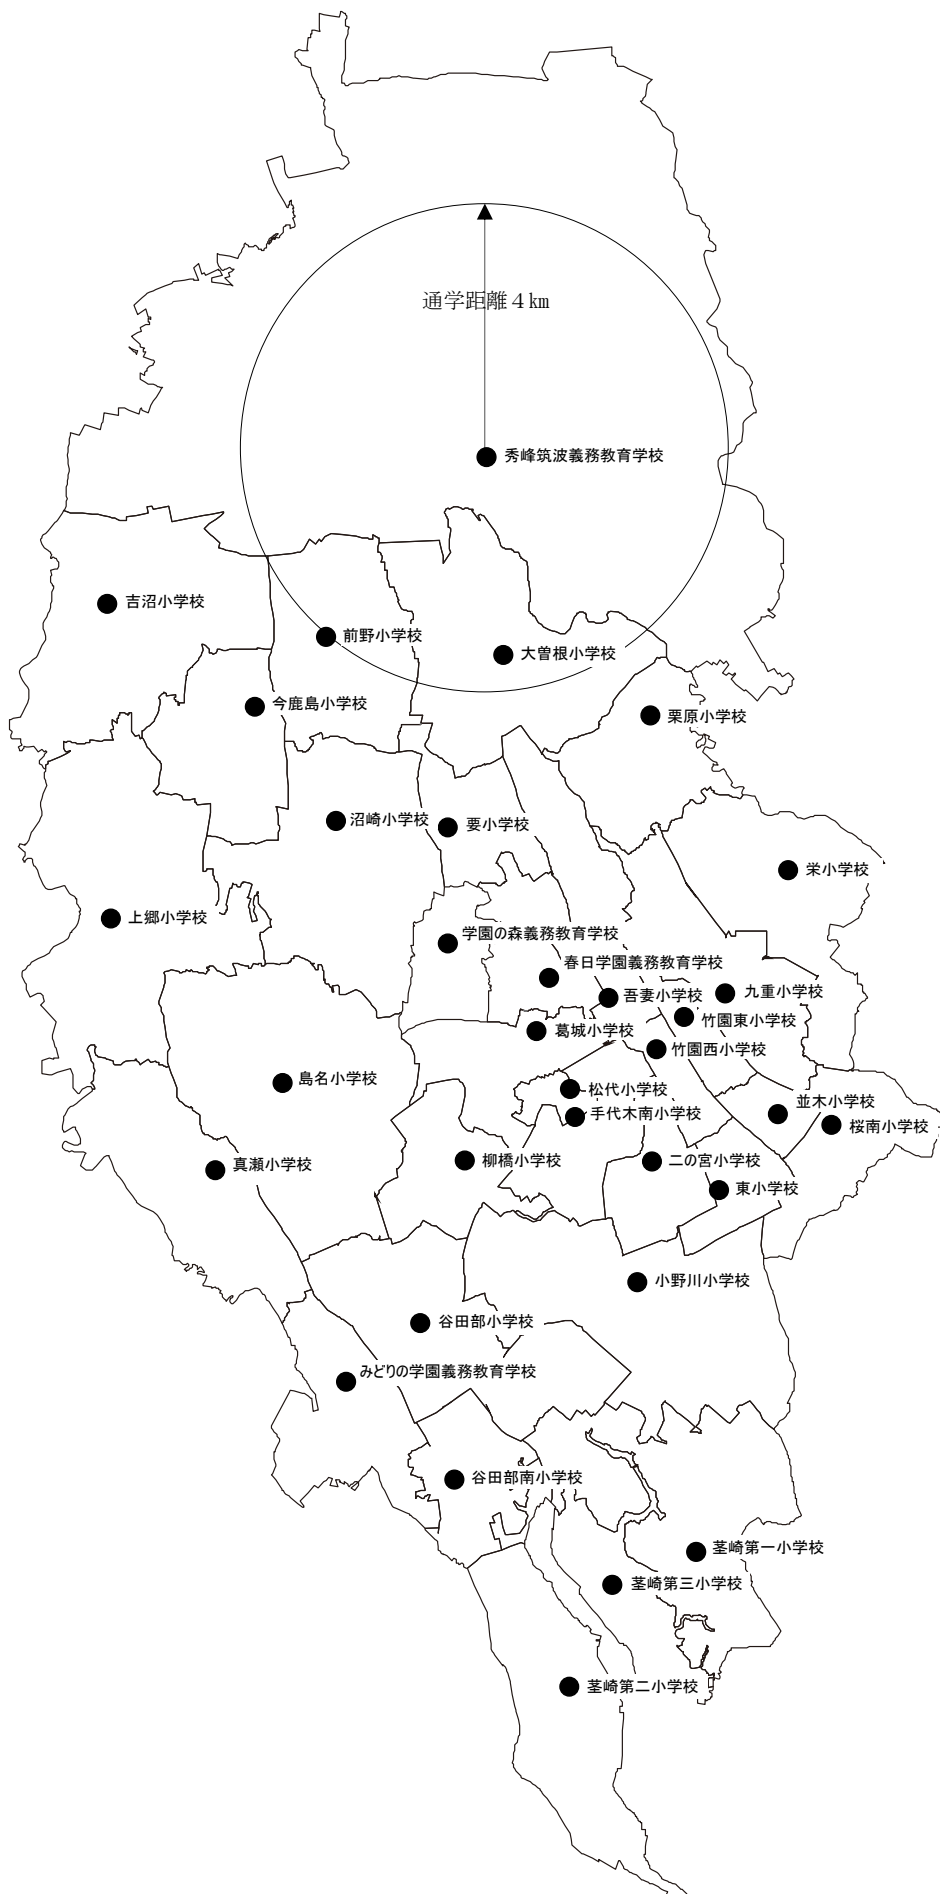 通学距離４㎞
秀峰筑波義務教育学校
吉沼小学校
前野小学校
大曽根小学校
今鹿島小学校
栗原小学校
沼崎小学校
要小学校
栄小学校
上郷小学校
学園の森義務教育学校
春日学園義務教育学校
吾妻小学校
九重小学校
竹園東小学校
葛城小学校
竹園西小学校
島名小学校
松代小学校
並木小学校
手代木南小学校
桜南小学校
真瀬小学校
柳橋小学校
二の宮小学校
東小学校
小野川小学校
谷田部小学校
みどりの学園義務教育学校
谷田部南小学校
茎崎第一小学校
茎崎第三小学校
茎崎第二小学校